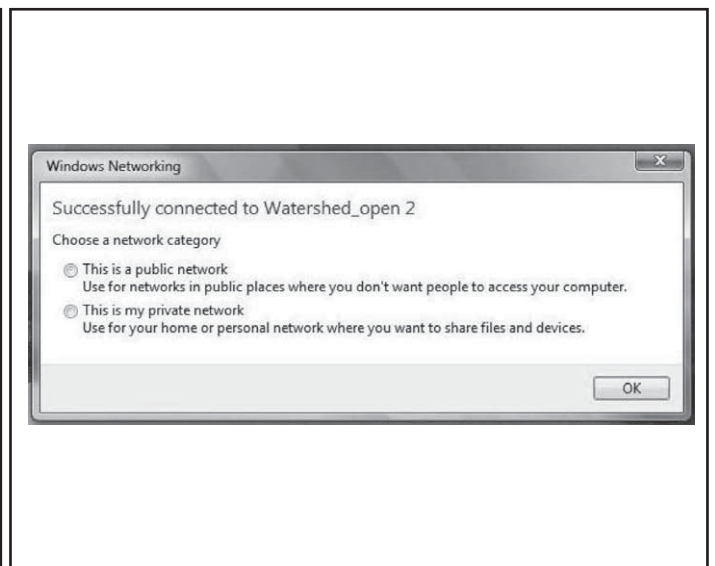 Windows Networking
X
Successfully connected to Watershed_open 2
Choose a network category
This is a public network
Use for networks in public places where you don't want people to access your computer.
This is my private network
Use for your home or personal network where you want to share files and devices.
OK